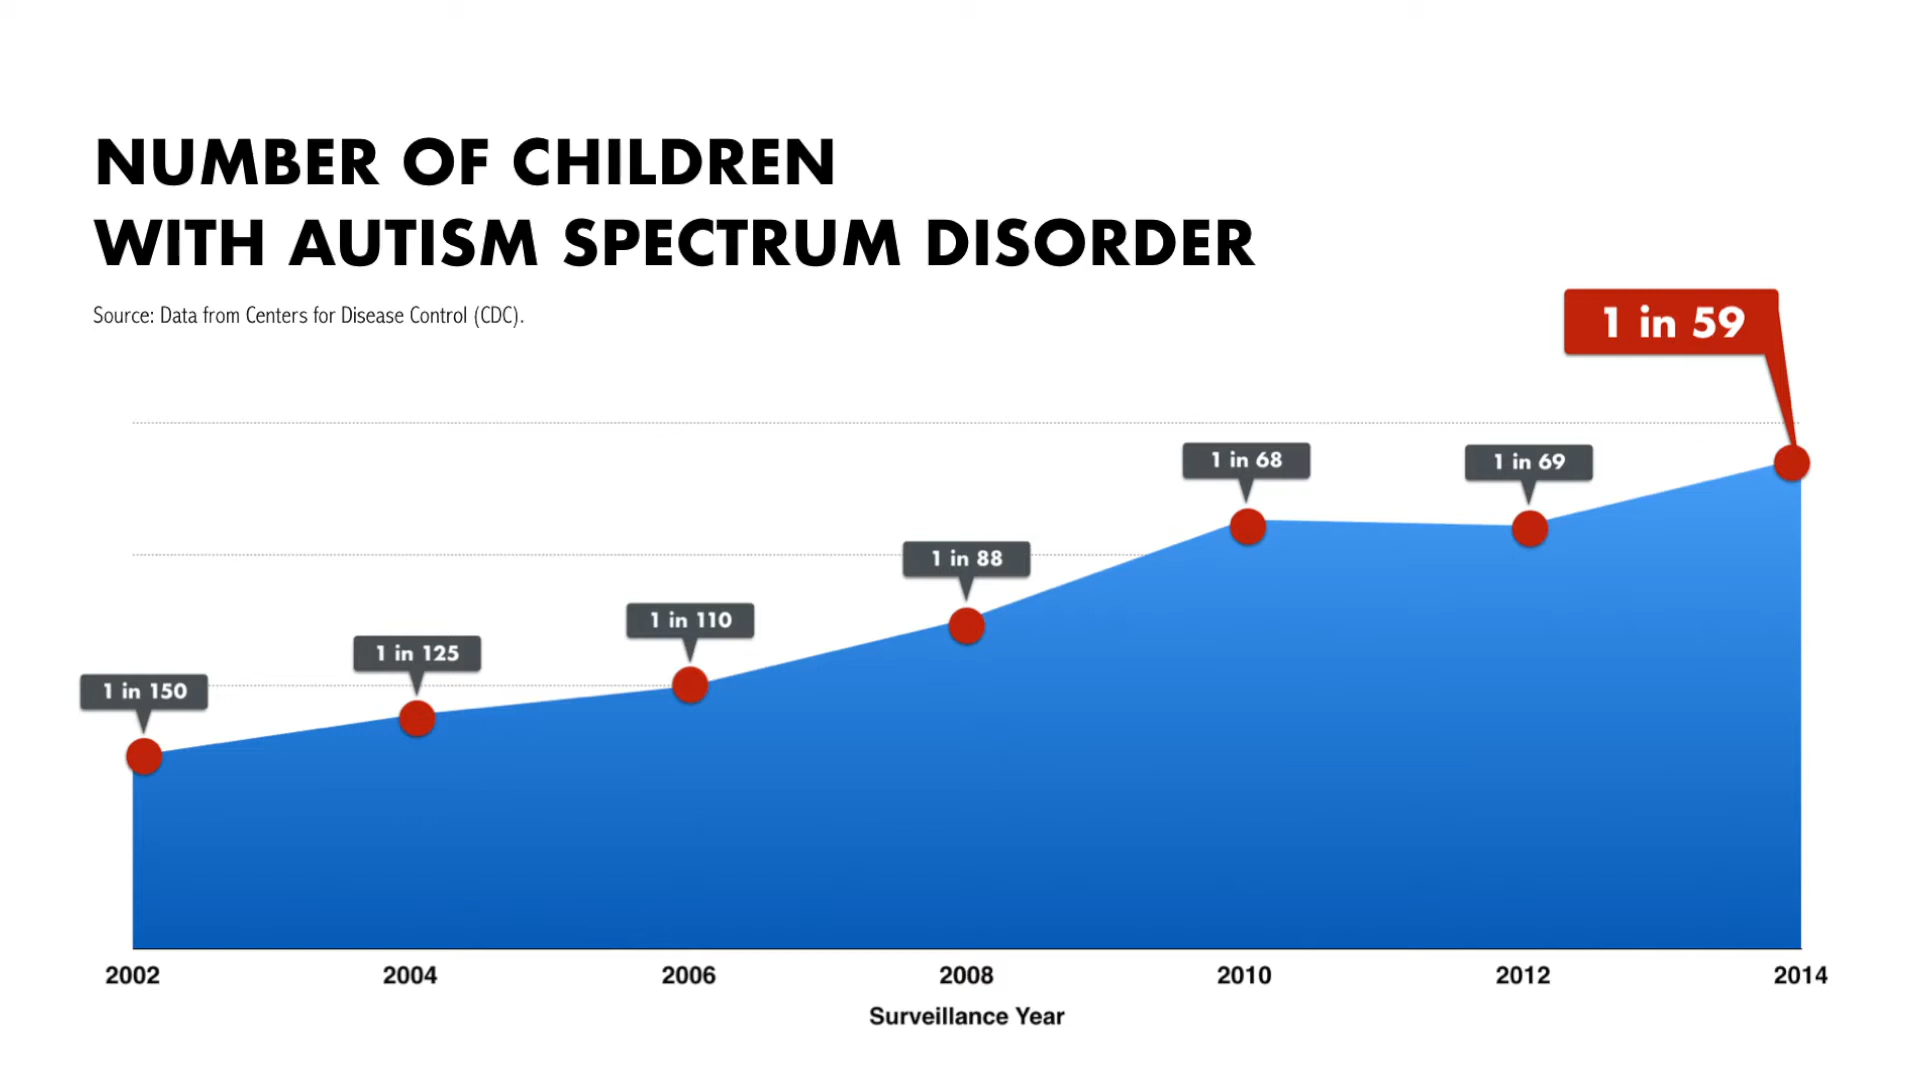 NUMBER OF CHILDREN
WITH AUTISM SPECTRUM DISORDER
Source: Data from Centers for Disease Control (CDC).
1 in 59
1 in 68
1 in 69
1 in 88
1 in 110
1 in 125
1 in 150
2002 2004 2006 2008 2010 2012 2014
Surveillance Year